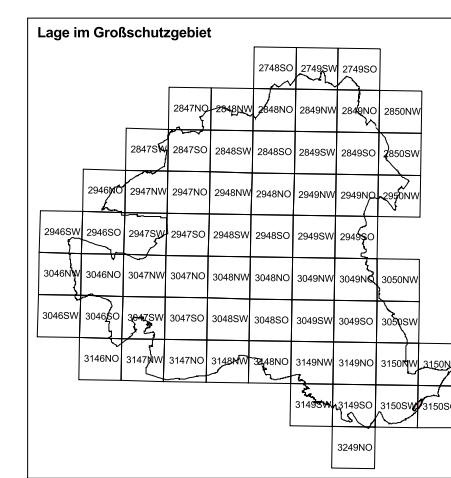 Lage im Großschutzgebiet
2748SO 2749SW 2749SO
2847NO 2848NW 2848NO 2849NW 2849NO 2850NW
2847SW 2847SO 2848SW 2848SO 2849SW 2849SO 2850SW
2946NO 2947NW 2947NO 2948NW 2948NO 2949NW 2949NO 2950NW
2946SW 2946SO 2947SW 2947SO 2948SW 2948SO 2949SW 2949SO
3046NW 3046NO 3047NW 3047NO 3048NW 3048NO 3049NW 3049NO 3050NW
3046SW 3046SO 3047SW 3047SO 3048SW 3048SO 3049SW 3049SO 3050SW
3146NO 3147NW 3147NO 3148NW 3148NO 3149NW 3149NO 3150NW 3150N
3149SW 3149SO 3150SW 3150S
3249NO